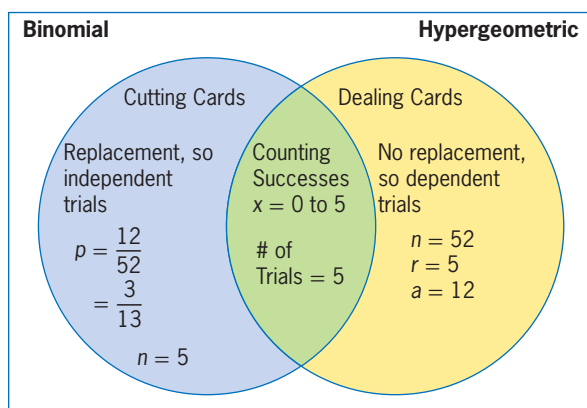 Binomial
Hypergeometric
Cutting Cards
Replacement, so
independent
trials
p = 12/52
= 3/13
n = 5
Counting
Successes
x = 0 to 5
# of
Trials = 5
Dealing Cards
No replacement,
so dependent
trials
n = 52
r = 5
a = 12